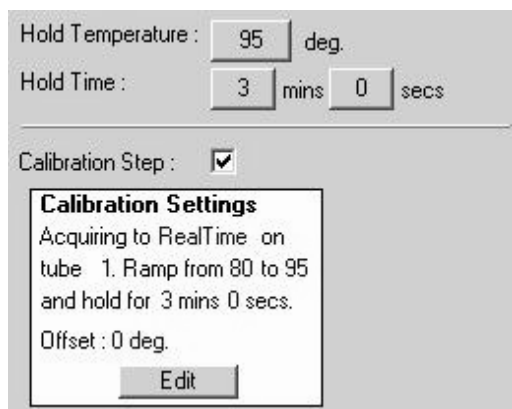 Hold Temperature : 95 deg.
Hold Time : 3 mins 0 secs
Calibration Step :
Calibration Settings
Acquiring to RealTime on
tube 1. Ramp from 80 to 95
and hold for 3 mins 0 secs.
Offset : 0 deg.
Edit